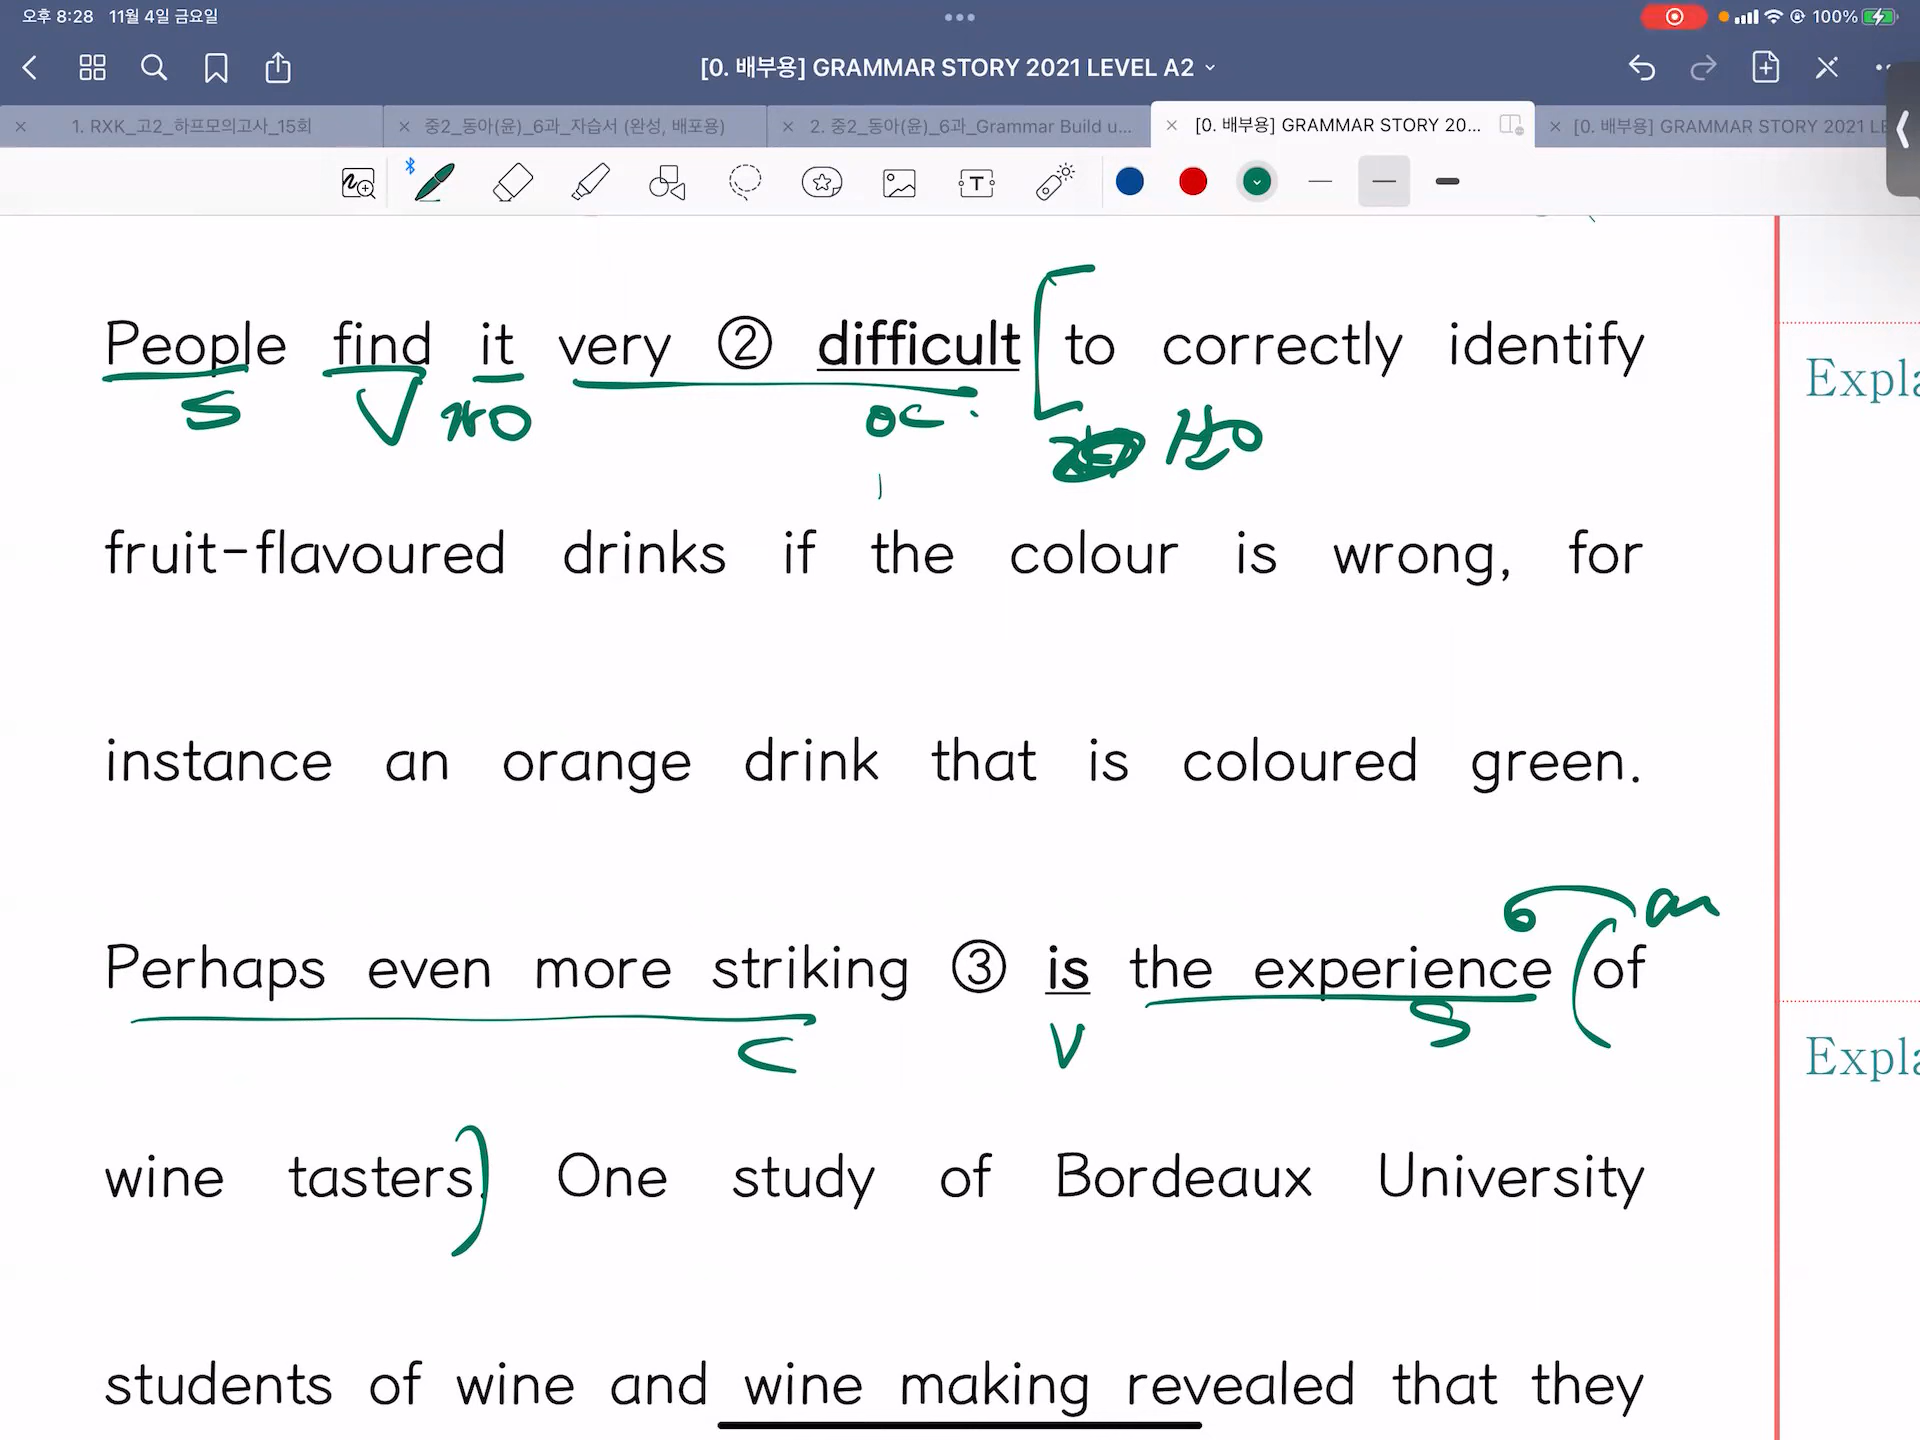 오후 8:28 11월 4일 금요일
100%
[0. 배부용] GRAMMAR STORY 2021 LEVEL A2
1. RXK_고2_하프모의고사_15회
중2_동아(윤)_6과_자습서 (완성, 배포용)
2. 중2_동아(윤)_6과_Grammar Build u...
[0. 배부용] GRAMMAR STORY 20...
[0. 배부용] GRAMMAR STORY 2021 LE
T
People find it very ② difficult to correctly identify
S V 가O OC 진O
Expla
fruit-flavoured drinks if the colour is wrong, for
instance an orange drink that is coloured green.
Perhaps even more striking ③ is the experience (of
C V S
Expla
wine tasters.) One study of Bordeaux University
students of wine and wine making revealed that they